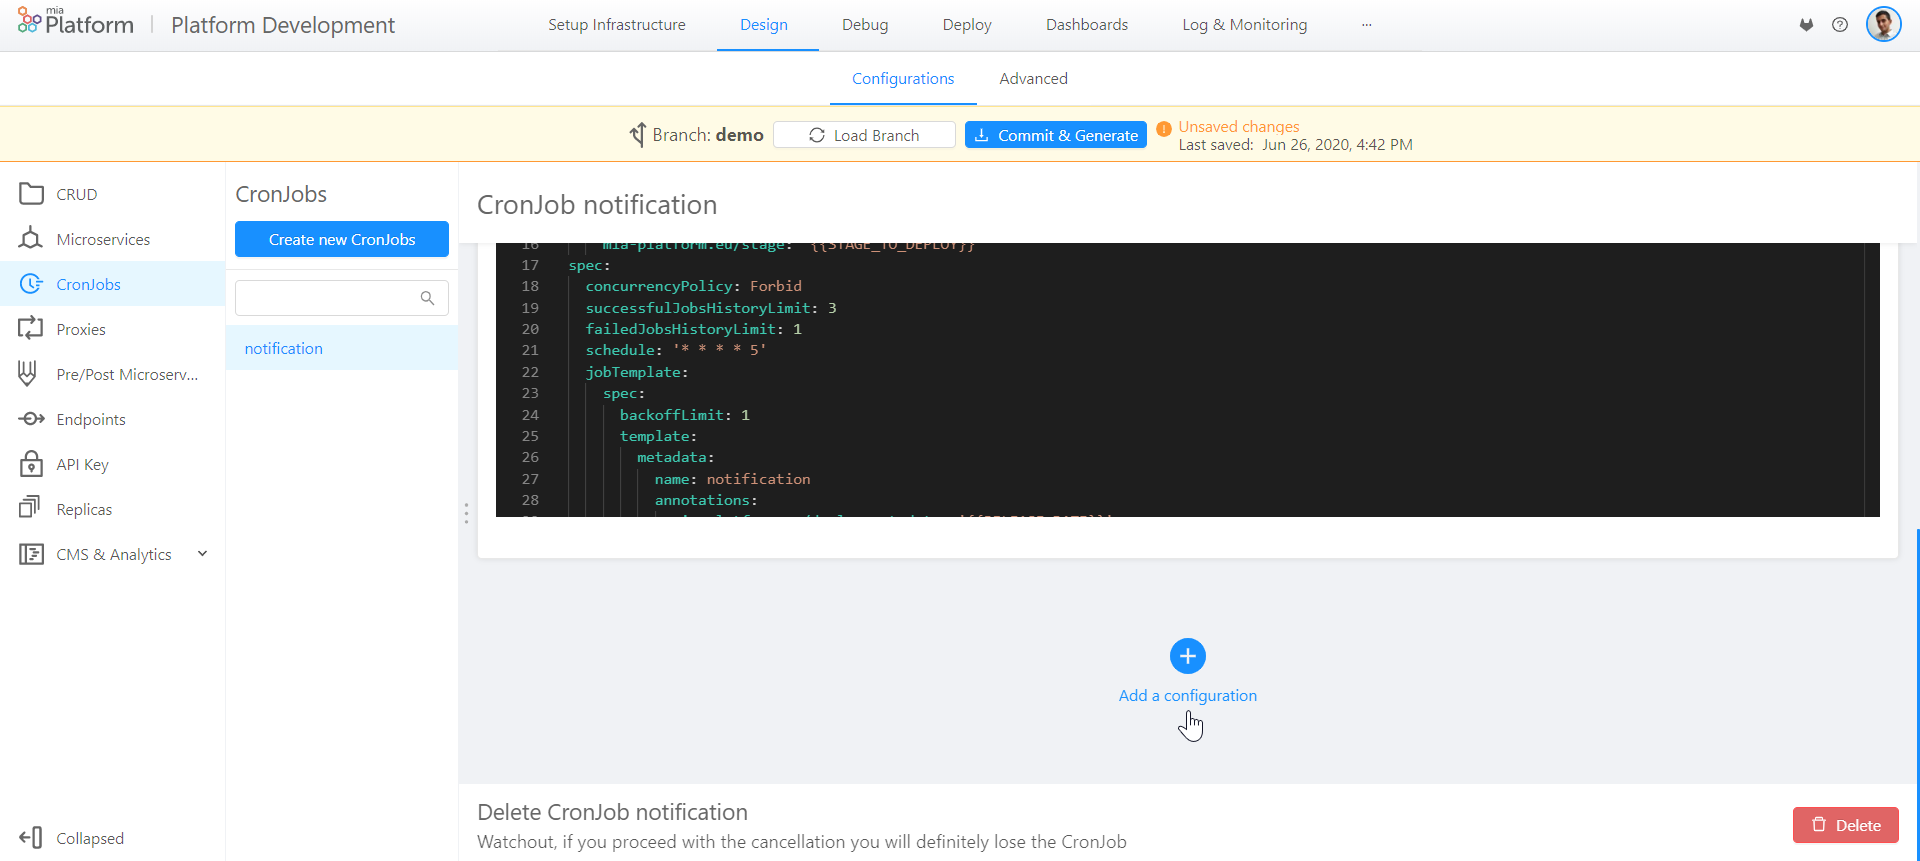 mia
Platform
Platform Development
Setup Infrastructure
Design
Debug
Deploy
Dashboards
Log & Monitoring
...
Configurations
Advanced
Branch: demo
Load Branch
Commit & Generate
Unsaved changes
Last saved: Jun 26, 2020, 4:42 PM
CRUD
Microservices
CronJobs
Proxies
Pre/Post Microserv...
Endpoints
API Key
Replicas
CMS & Analytics
Collapsed
CronJobs
Create new CronJobs
notification
CronJob notification
16 mia-platform.eu/stage: '{{STAGE_TO_DEPLOY}}'
17 spec:
18 concurrencyPolicy: Forbid
19 successfulJobsHistoryLimit: 3
20 failedJobsHistoryLimit: 1
21 schedule: '* * * * 5'
22 jobTemplate:
23 spec:
24 backoffLimit: 1
25 template:
26 metadata:
27 name: notification
28 annotations:
Add a configuration
Delete CronJob notification
Watchout, if you proceed with the cancellation you will definitely lose the CronJob
Delete